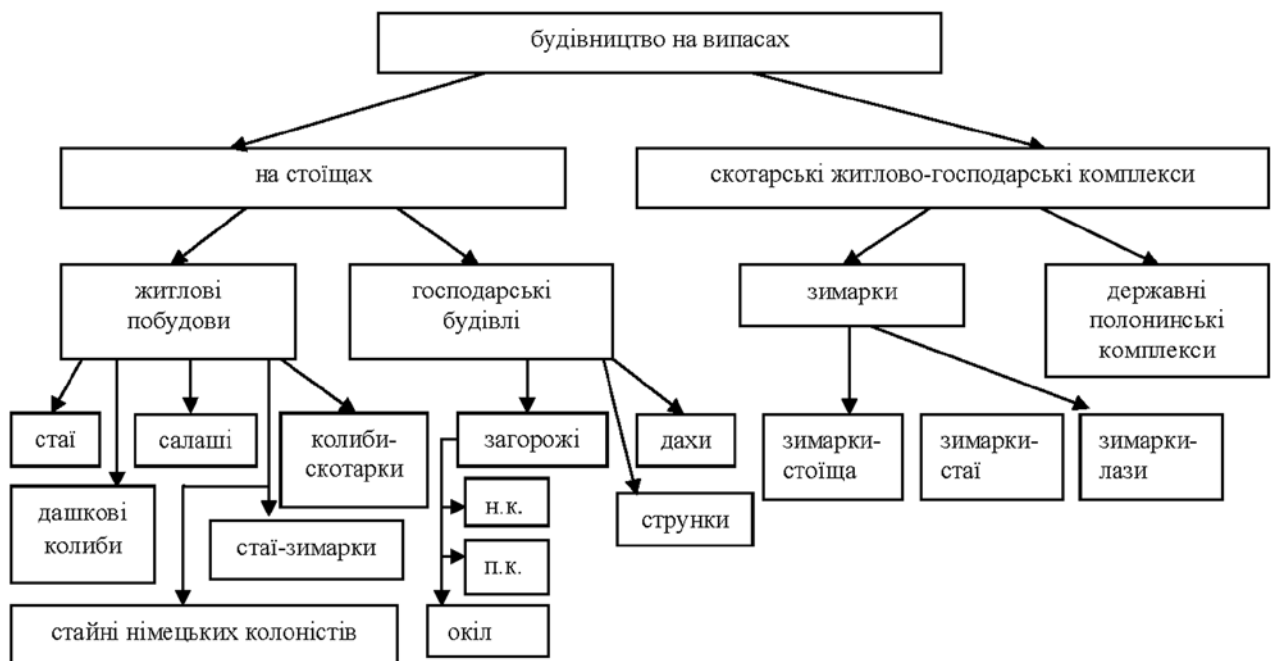 будівництво на випасах
на стоїщах
скотарські житлово-господарські комплекси
житлові
побудови
господарські
будівлі
зимарки
державні
полонинські
комплекси
стаї
салаші
колиби-
скотарки
загорожі
дахи
зимарки-
стоїща
зимарки-
стаї
зимарки-
лази
дашкові
колиби
стаї-зимарки
н.к.
струнки
п.к.
стайні німецьких колоністів
окіл